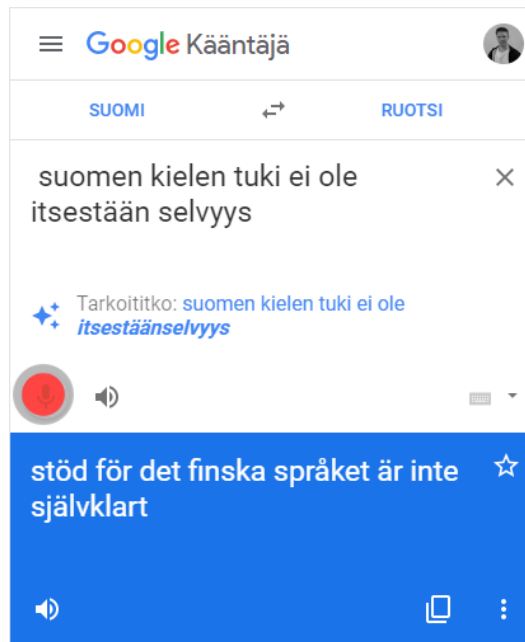 Google Kääntäjä
SUOMI RUOTSI
suomen kielen tuki ei ole
itsestään selvyys
Tarkoititko: suomen kielen tuki ei ole
itsestäänselvyys
stöd för det finska språket är inte
självklart